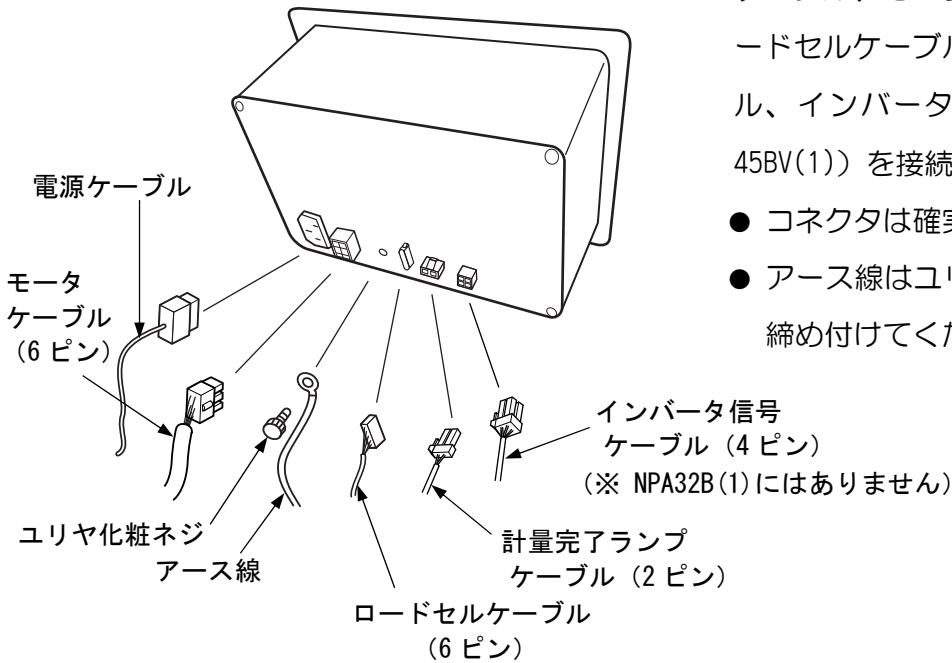 電源ケーブル
モータ
ケーブル
(6 ピン)
ユリヤ化粧ネジ
アース線
ロードセルケーブル
(6 ピン)
計量完了ランプ
ケーブル (2 ピン)
インバータ信号
ケーブル (4 ピン)
(※ NPA32B(1)にはありません)
ードセルケーブル
ル、インバータ
45BV(1)) を接続
● コネクタは確実
● アース線はユリ
締め付けてくだ